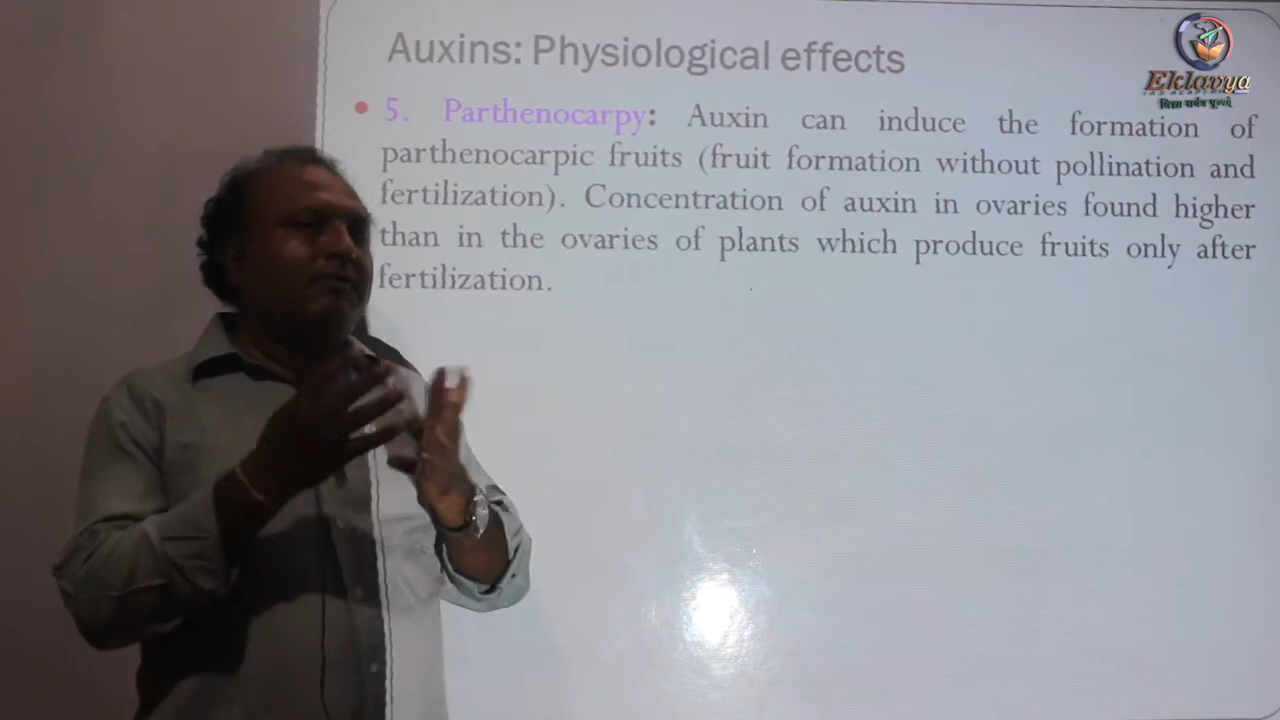 Auxins: Physiological effects
Eklavya
• 5. Parthenocarpy: Auxin can induce the formation of
parthenocarpic fruits (fruit formation without pollination and
fertilization). Concentration of auxin in ovaries found higher
than in the ovaries of plants which produce fruits only after
fertilization.